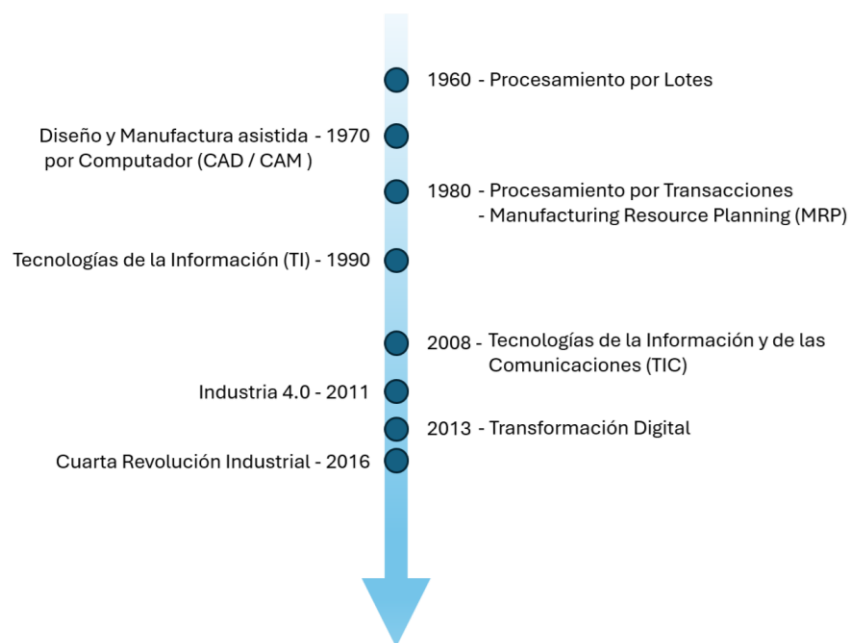 1960 - Procesamiento por Lotes
Diseño y Manufactura asistida - 1970
por Computador (CAD / CAM )
1980 - Procesamiento por Transacciones
- Manufacturing Resource Planning (MRP)
Tecnologías de la Información (TI) - 1990
2008 - Tecnologías de la Información y de las
Comunicaciones (TIC)
Industria 4.0 - 2011
2013 - Transformación Digital
Cuarta Revolución Industrial - 2016